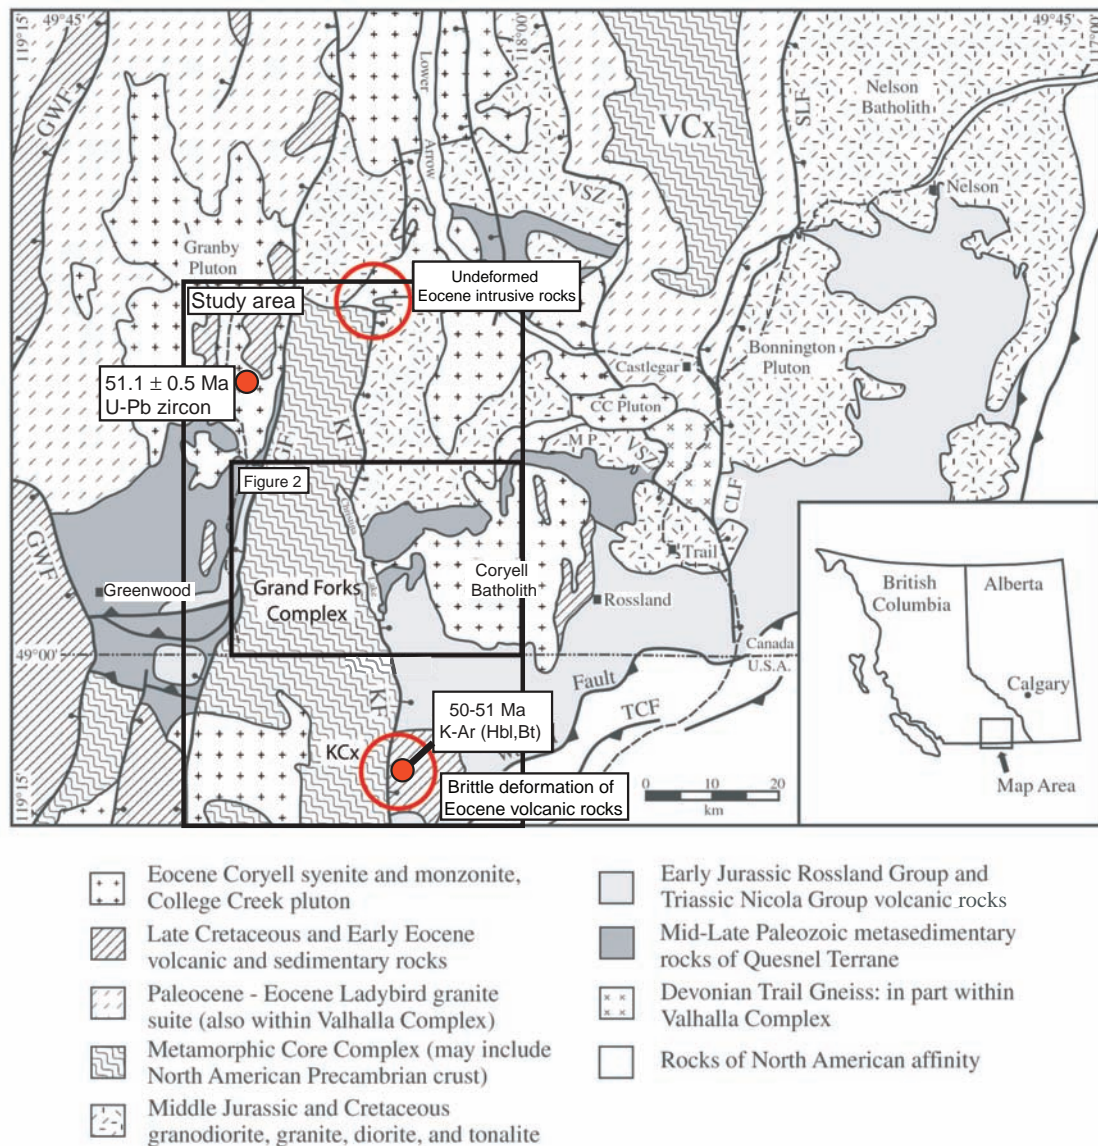 119°15'
49°45'
118°00'
49°45'
117°00'
GWF
Lower
Arrow
SLF
Nelson
Batholith
VCx
Nelson
VSZ
Granby
Pluton
Undeformed
Eocene intrusive rocks
Study area
Bonnington
Pluton
Castlegar
51.1 ± 0.5 Ma
U-Pb zircon
CC Pluton
KF
GF
M P
VSZ
Figure 2
Christina
Lake
CLF
GWF
Trail
Greenwood
Grand Forks
Complex
Coryell
Batholith
Rossland
British
Columbia
Alberta
49°00'
Canada
U.S.A.
Fault
Calgary
KF
50-51 Ma
K-Ar (Hbl,Bt)
TCF
KCx
Map Area
119°15'
Brittle deformation of
Eocene volcanic rocks
0 10 20
km
Eocene Coryell syenite and monzonite,
College Creek pluton
Late Cretaceous and Early Eocene
volcanic and sedimentary rocks
Paleocene - Eocene Ladybird granite
suite (also within Valhalla Complex)
Metamorphic Core Complex (may include
North American Precambrian crust)
Middle Jurassic and Cretaceous
granodiorite, granite, diorite, and tonalite
Early Jurassic Rossland Group and
Triassic Nicola Group volcanic rocks
Mid-Late Paleozoic metasedimentary
rocks of Quesnel Terrane
Devonian Trail Gneiss: in part within
Valhalla Complex
Rocks of North American affinity